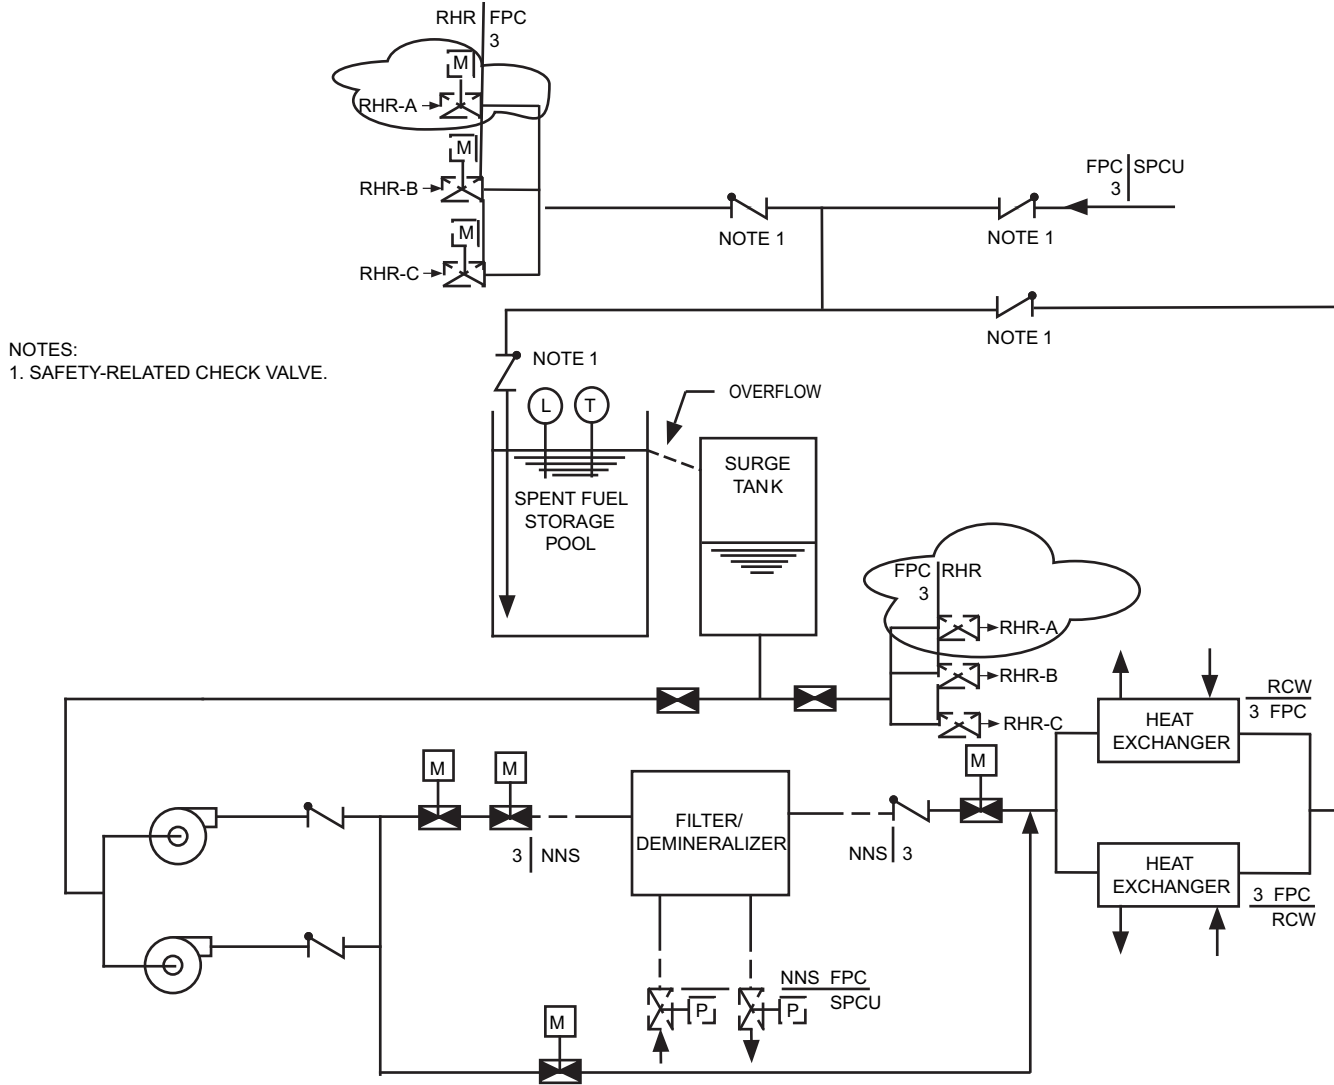 RHR FPC
3
M
RHR-A
M
RHR-B
M
RHR-C
FPC SPCU
3
NOTE 1
NOTE 1
NOTE 1
NOTES:
1. SAFETY-RELATED CHECK VALVE.
NOTE 1
L
T
OVERFLOW
SPENT FUEL
STORAGE
POOL
SURGE
TANK
FPC RHR
3
RHR-A
RHR-B
RHR-C
RCW
3 FPC
HEAT
EXCHANGER
M
M
M
FILTER/
DEMINERALIZER
3 NNS
NNS 3
HEAT
EXCHANGER
3 FPC
RCW
NNS FPC
SPCU
P
P
M